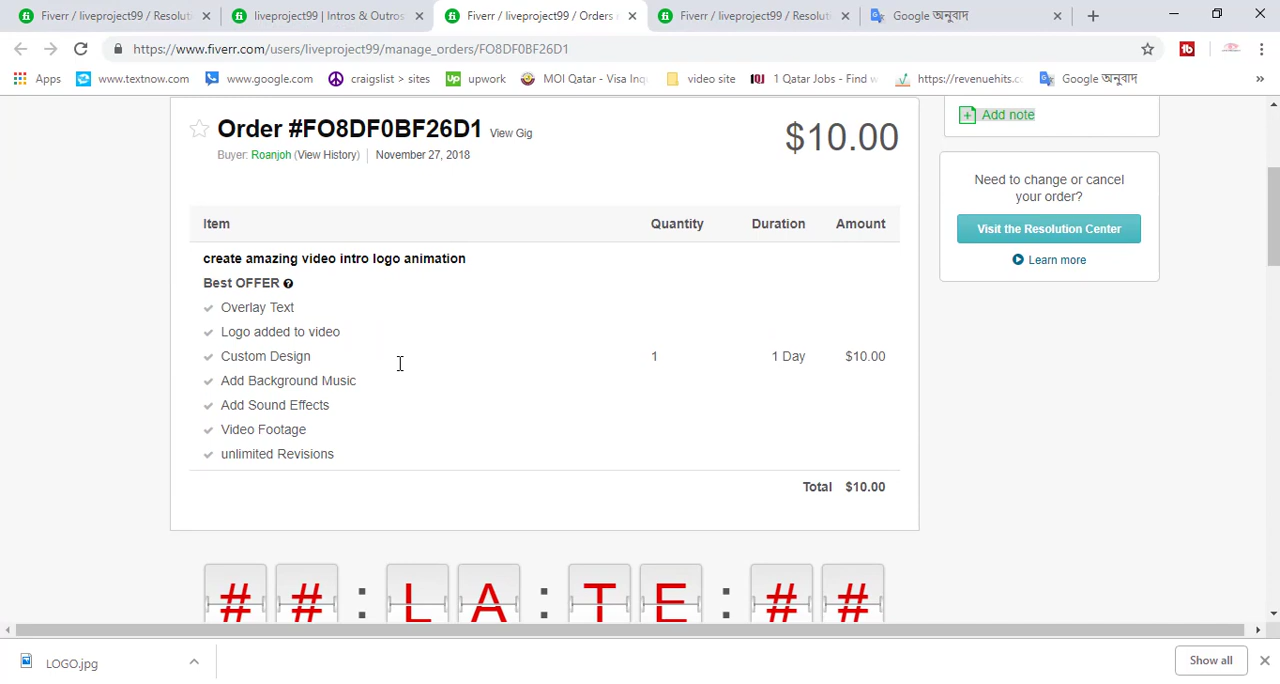 Fiverr / liveproject99 / Resolut
liveproject99 | Intros & Outros
Fiverr / liveproject99 / Orders
Fiverr / liveproject99 / Resolut
Google অনুবাদ
https://www.fiverr.com/users/liveproject99/manage_orders/FO8DF0BF26D1
Apps
www.textnow.com
www.google.com
craigslist > sites
upwork
MOI Qatar - Visa Inq
video site
1 Qatar Jobs - Find w
https://revenuehits.c
Google অনুবাদ
»
Order #FO8DF0BF26D1 View Gig
$10.00
Buyer: Roanjoh (View History) | November 27, 2018
Add note
Need to change or cancel
your order?
Visit the Resolution Center
Learn more
Item Quantity Duration Amount
create amazing video intro logo animation
Best OFFER
Overlay Text
Logo added to video
Custom Design 1 1 Day $10.00
Add Background Music
Add Sound Effects
Video Footage
unlimited Revisions
Total $10.00
# # : L A : T E : # #
LOGO.jpg
Show all